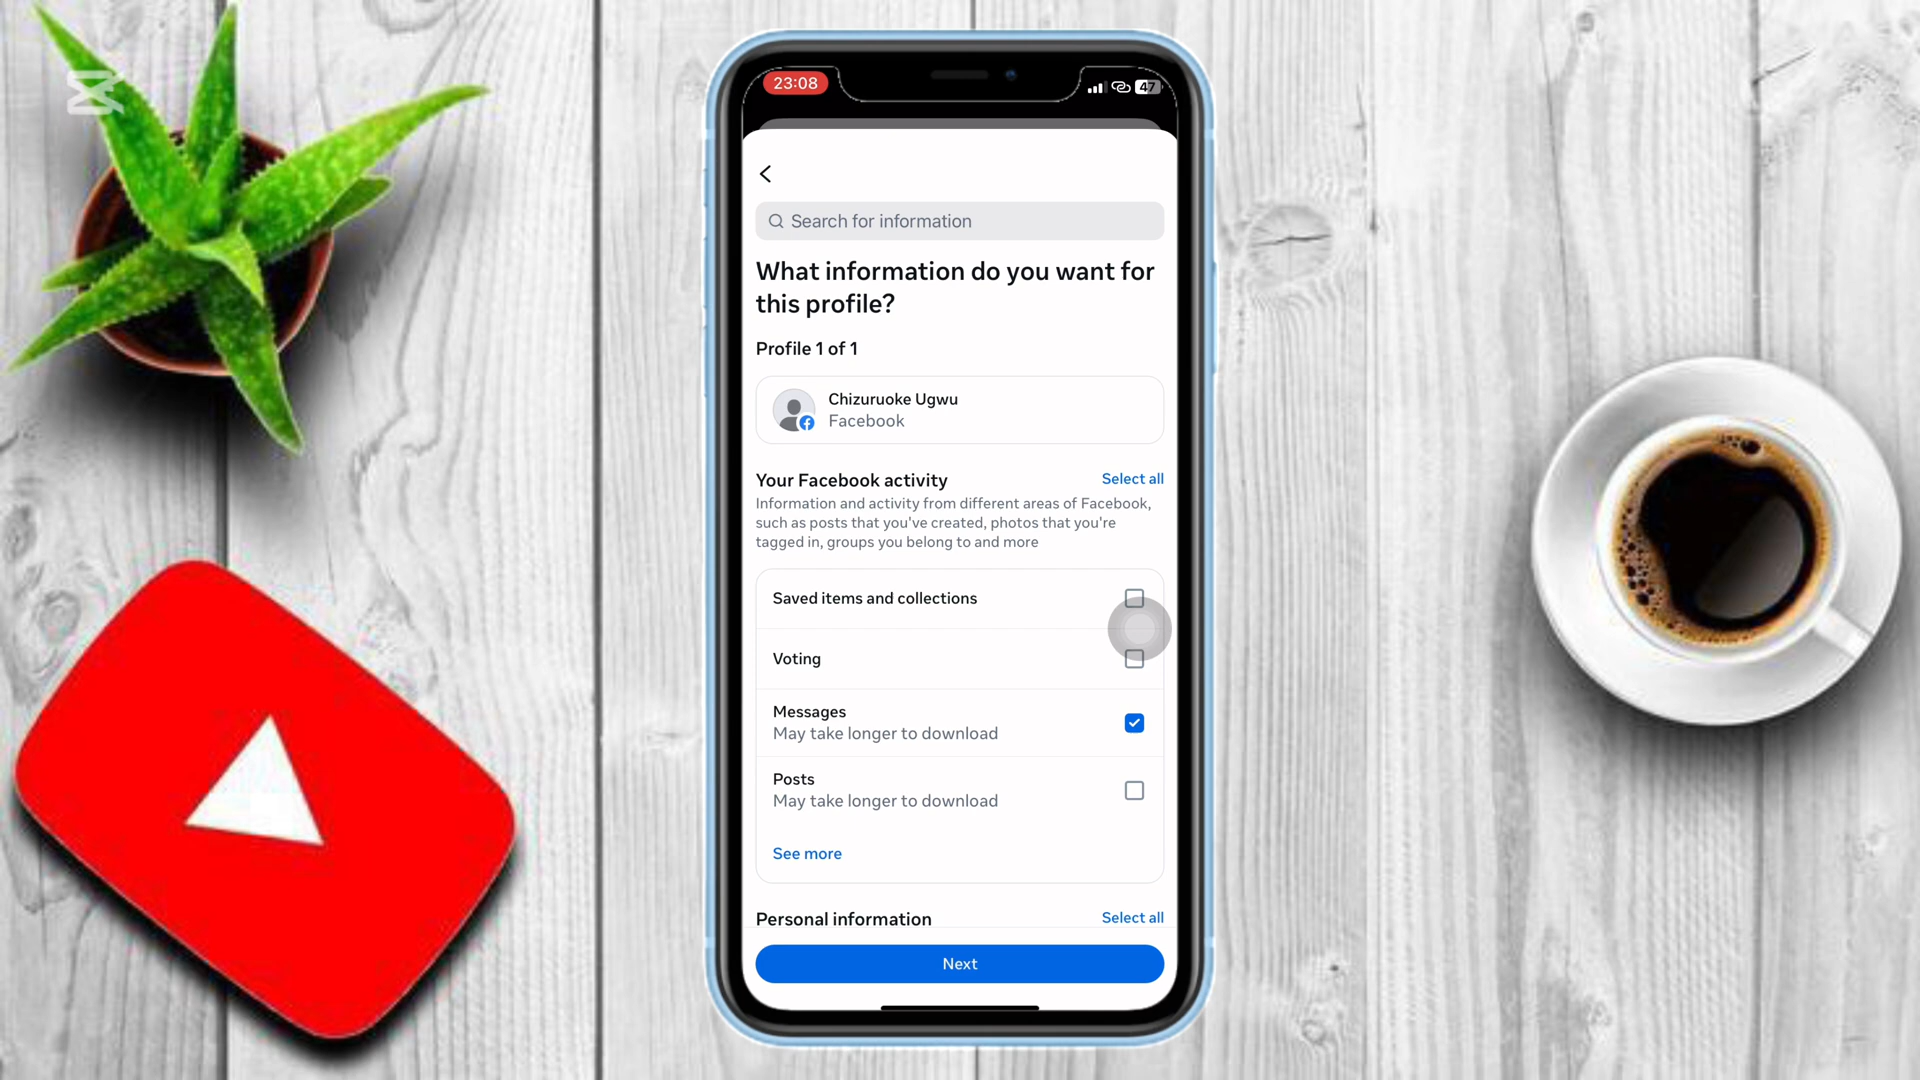 23:08
47
Search for information
What information do you want for
this profile?
Profile 1 of 1
Chizuruoke Ugwu
Facebook
Your Facebook activity
Select all
Information and activity from different areas of Facebook,
such as posts that you've created, photos that you're
tagged in, groups you belong to and more
Saved items and collections
Voting
Messages
May take longer to download
Posts
May take longer to download
See more
Personal information
Select all
Next